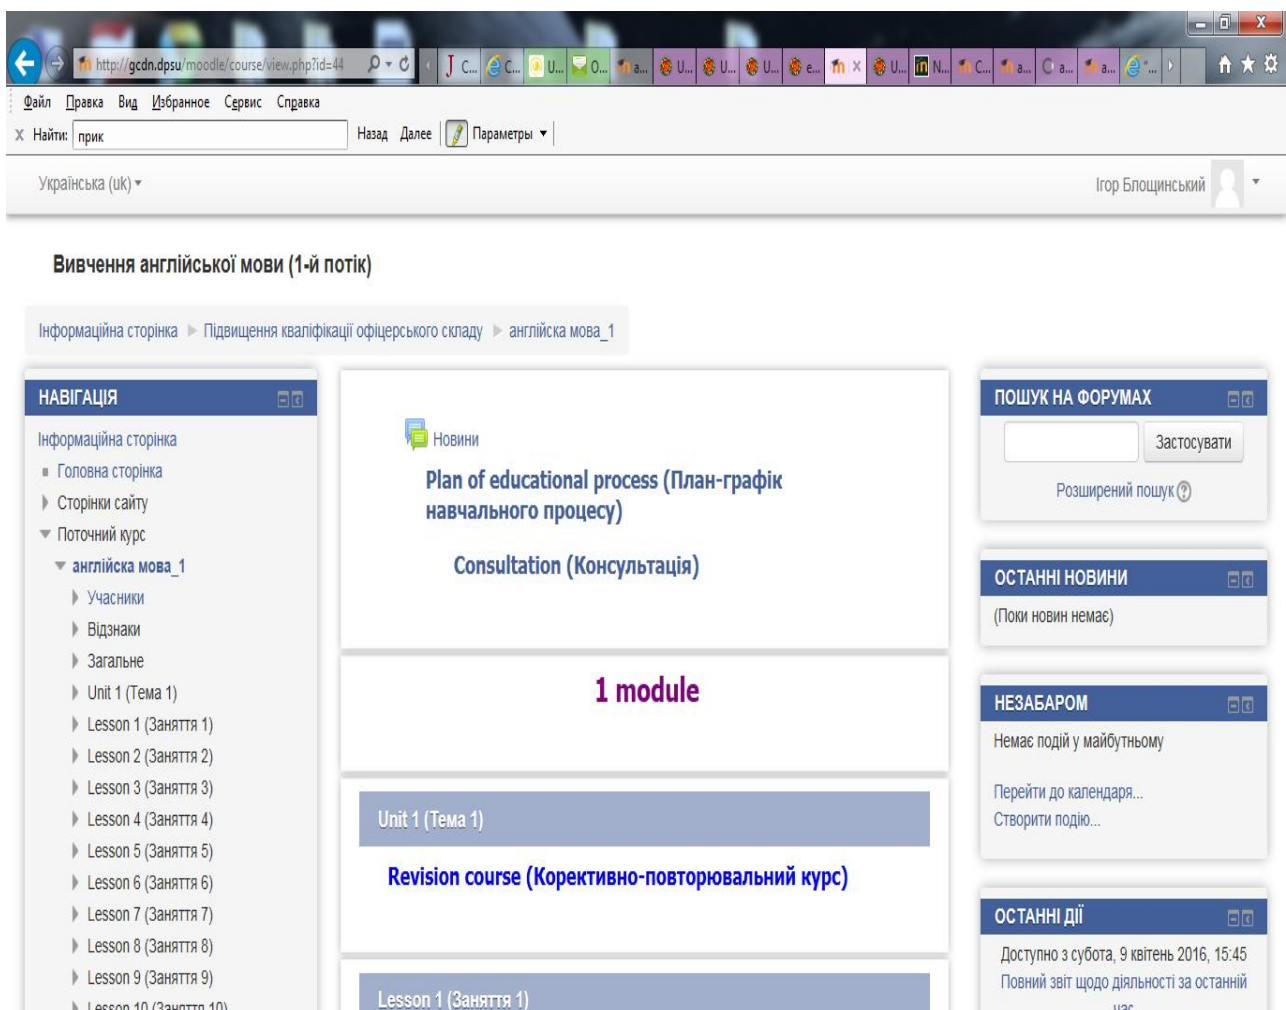 http://gcdn.dpsu/moodle/course/view.php?id=44
J C... C... U... O... a... U... U... U... e... U... N... C... a... a... a... "...
Файл Правка Вид Избранное Сервис Справка
x Найти: прик Назад Далее Параметры
Українська (uk)
Ігор Блощинський
Вивчення англійської мови (1-й потік)
Інформаційна сторінка Підвищення кваліфікації офіцерського складу англійска мова_1
НАВІГАЦІЯ
Інформаційна сторінка
Головна сторінка
Сторінки сайту
Поточний курс
англійска мова_1
Учасники
Відзнаки
Загальне
Unit 1 (Тема 1)
Lesson 1 (Заняття 1)
Lesson 2 (Заняття 2)
Lesson 3 (Заняття 3)
Lesson 4 (Заняття 4)
Lesson 5 (Заняття 5)
Lesson 6 (Заняття 6)
Lesson 7 (Заняття 7)
Lesson 8 (Заняття 8)
Lesson 9 (Заняття 9)
Lesson 10 (Заняття 10)
Новини
Plan of educational process (План-графік
навчального процесу)
Consultation (Консультація)
1 module
Unit 1 (Тема 1)
Revision course (Корективно-повторювальний курс)
Lesson 1 (Заняття 1)
ПОШУК НА ФОРУМАХ
Застосувати
Розширений пошук
ОСТАННІ НОВИНИ
(Поки новин немає)
НЕЗАБАРОМ
Немає подій у майбутньому
Перейти до календаря...
Створити подію...
ОСТАННІ ДІЇ
Доступно з субота, 9 квітень 2016, 15:45
Повний звіт щодо діяльності за останній
час